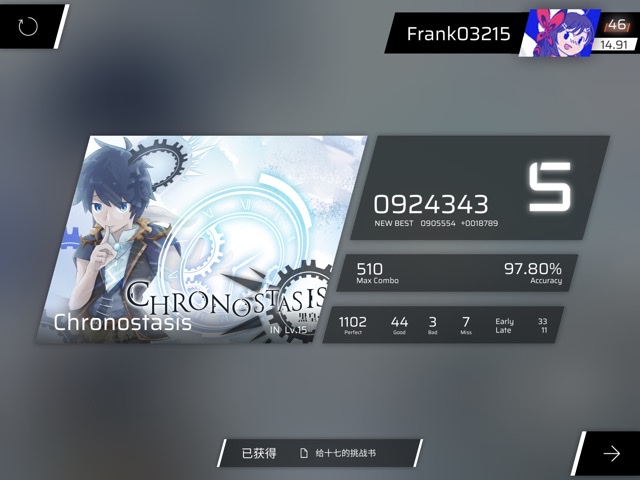 Frank03215
46
14.91
CHRONOSTASIS
Chronostasis
IN Lv.15
0924343
S
NEW BEST 0905554 +0018789
510
Max Combo
97.80%
Accuracy
1102 44 3 7 Early 33
Perfect Good Bad Miss Late 11
已获得 给十七的挑战书